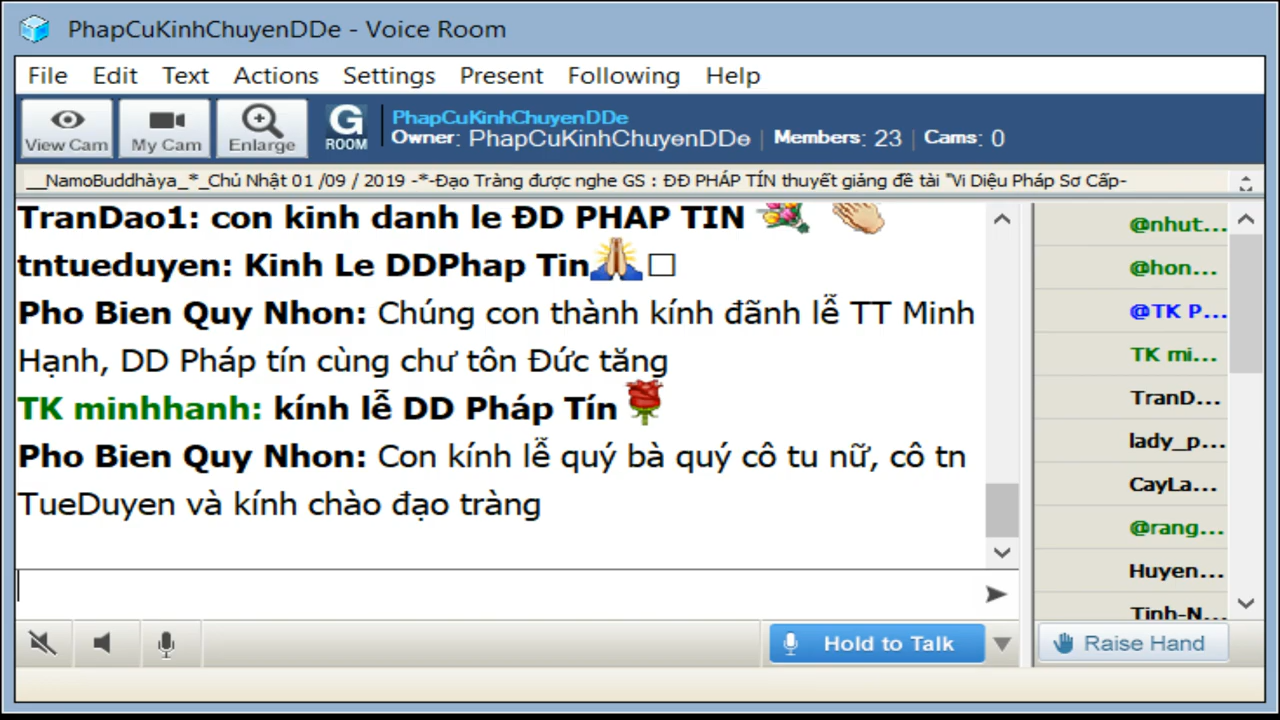 PhapCuKinhChuyenDDe - Voice Room
File Edit Text Actions Settings Present Following Help
View Cam My Cam Enlarge G ROOM
PhapCuKinhChuyenDDe
Owner: PhapCuKinhChuyenDDe | Members: 23 | Cams: 0
__NamoBuddhàya_*_Chủ Nhật 01 /09 / 2019 -*-Đạo Tràng được nghe GS : ĐĐ PHÁP TÍN thuyết giảng đề tài "Vi Diệu Pháp Sơ Cấp-
TranDao1: con kinh danh le ĐD PHAP TIN
tntueduyen: Kinh Le DDPhap Tin
Pho Bien Quy Nhon: Chúng con thành kính đãnh lễ TT Minh
Hạnh, DD Pháp tín cùng chư tôn Đức tăng
TK minhhanh: kính lễ DD Pháp Tín
Pho Bien Quy Nhon: Con kính lễ quý bà quý cô tu nữ, cô tn
TueDuyen và kính chào đạo tràng
@nhut...
@hon...
@TK P...
TK mi...
TranD...
lady_p...
CayLa...
@rang...
Huyen...
Tinh-N...
Hold to Talk
Raise Hand